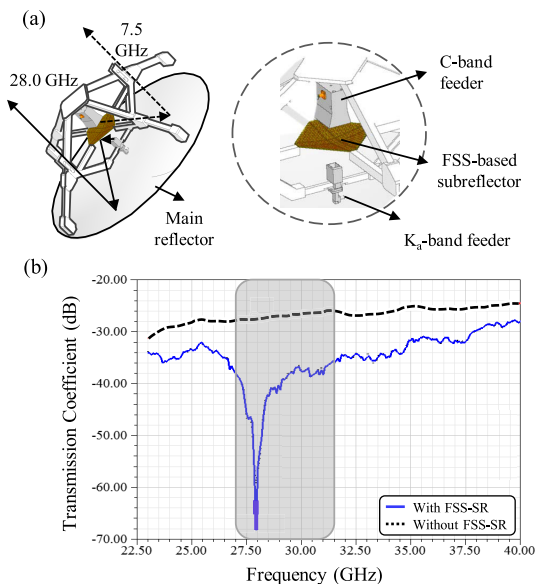 (a)
7.5
GHz
28.0 GHz
Main
reflector
C-band
feeder
FSS-based
subreflector
Ka-band feeder
(b)
Transmission Coefficient (dB)
-20.00
-30.00
-40.00
-50.00
-60.00
-70.00
With FSS-SR
Without FSS-SR
22.50 25.00 27.50 30.00 32.50 35.00 37.50 40.00
Frequency (GHz)